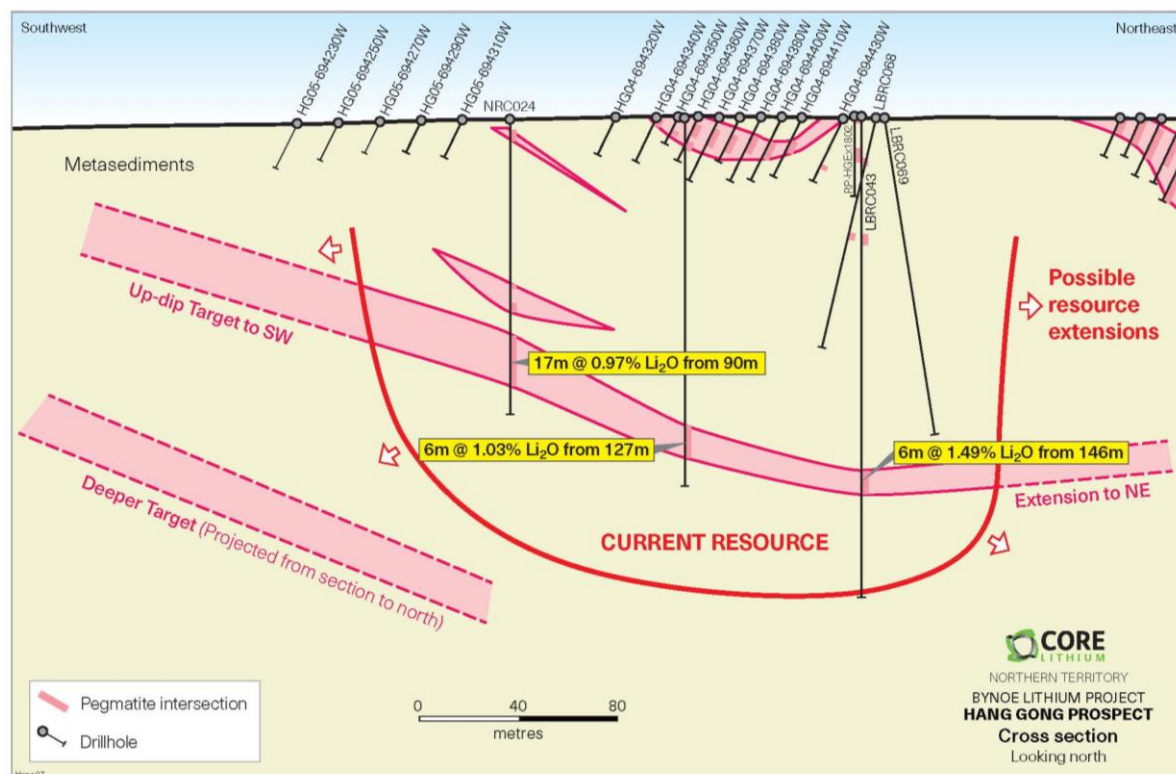 Southwest
Northeast
HG05-694230W
HG05-694250W
HG05-694270W
HG05-694290W
HG05-694310W
NRC024
HG04-694320W
HG04-694340W
HG04-694350W
HG04-694360W
HG04-694370W
HG04-694380W
HG04-694380W
HG04-694400W
HG04-694410W
HG04-694430W
LBRC068
LBRC069
RP-HGEx1802
LBRC043
Metasediments
Up-dip Target to SW
Possible
resource
extensions
17m @ 0.97% Li₂O from 90m
6m @ 1.03% Li₂O from 127m
6m @ 1.49% Li₂O from 146m
Extension to NE
Deeper Target (Projected from section to north)
CURRENT RESOURCE
Pegmatite intersection
Drillhole
0 40 80
metres
CORE
LITHIUM
NORTHERN TERRITORY
BYNOE LITHIUM PROJECT
HANG GONG PROSPECT
Cross section
Looking north